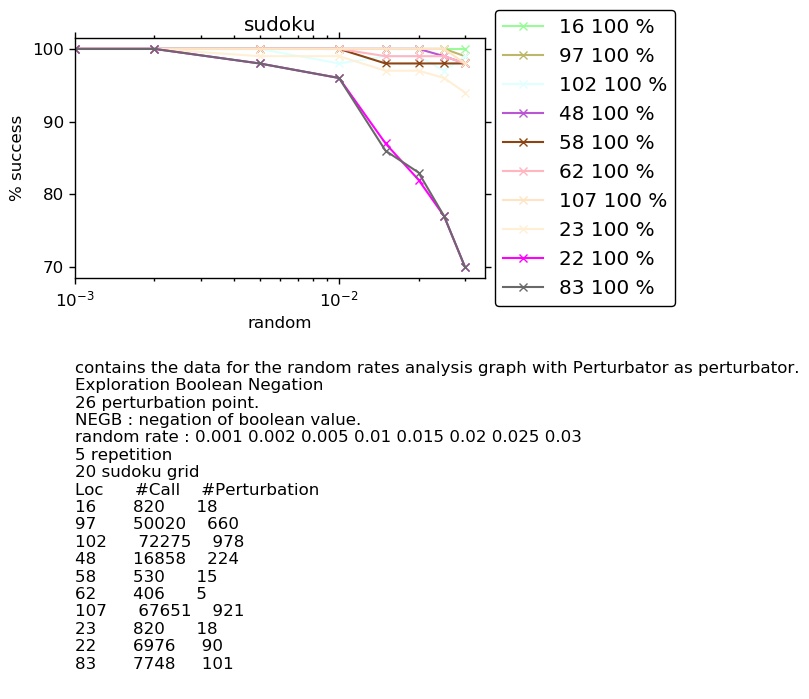 sudoku
100
90
80
70
% success
10^-3
10^-2
random
16 100 %
97 100 %
102 100 %
48 100 %
58 100 %
62 100 %
107 100 %
23 100 %
22 100 %
83 100 %
contains the data for the random rates analysis graph with Perturbator as perturbator.
Exploration Boolean Negation
26 perturbation point.
NEGB : negation of boolean value.
random rate : 0.001 0.002 0.005 0.01 0.015 0.02 0.025 0.03
5 repetition
20 sudoku grid
Loc #Call #Perturbation
16 820 18
97 50020 660
102 72275 978
48 16858 224
58 530 15
62 406 5
107 67651 921
23 820 18
22 6976 90
83 7748 101